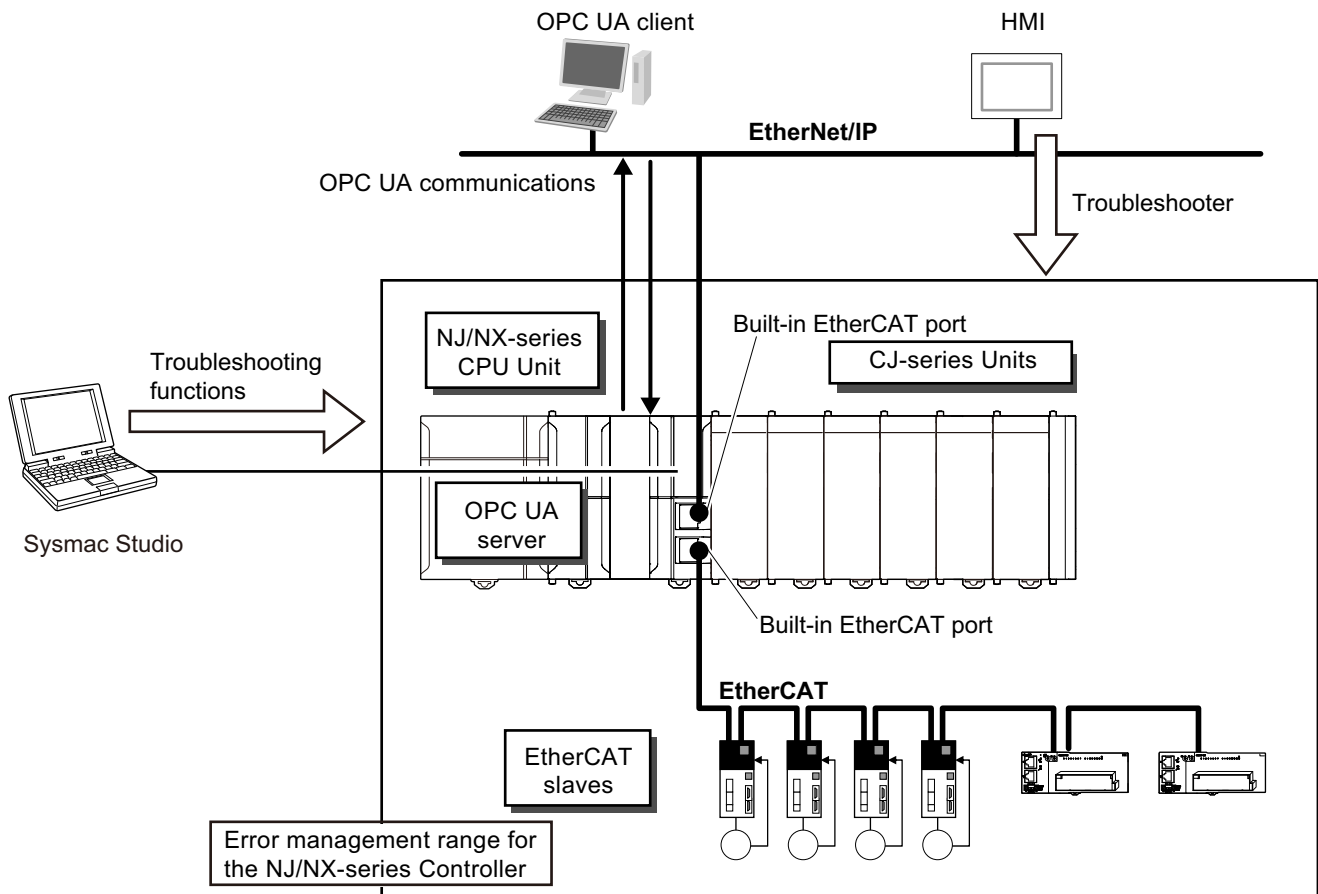 OPC UA client
HMI
EtherNet/IP
OPC UA communications
Troubleshooter
Built-in EtherCAT port
NJ/NX-series
CPU Unit
CJ-series Units
Troubleshooting
functions
OPC UA
server
Sysmac Studio
Built-in EtherCAT port
EtherCAT
EtherCAT
slaves
Error management range for
the NJ/NX-series Controller